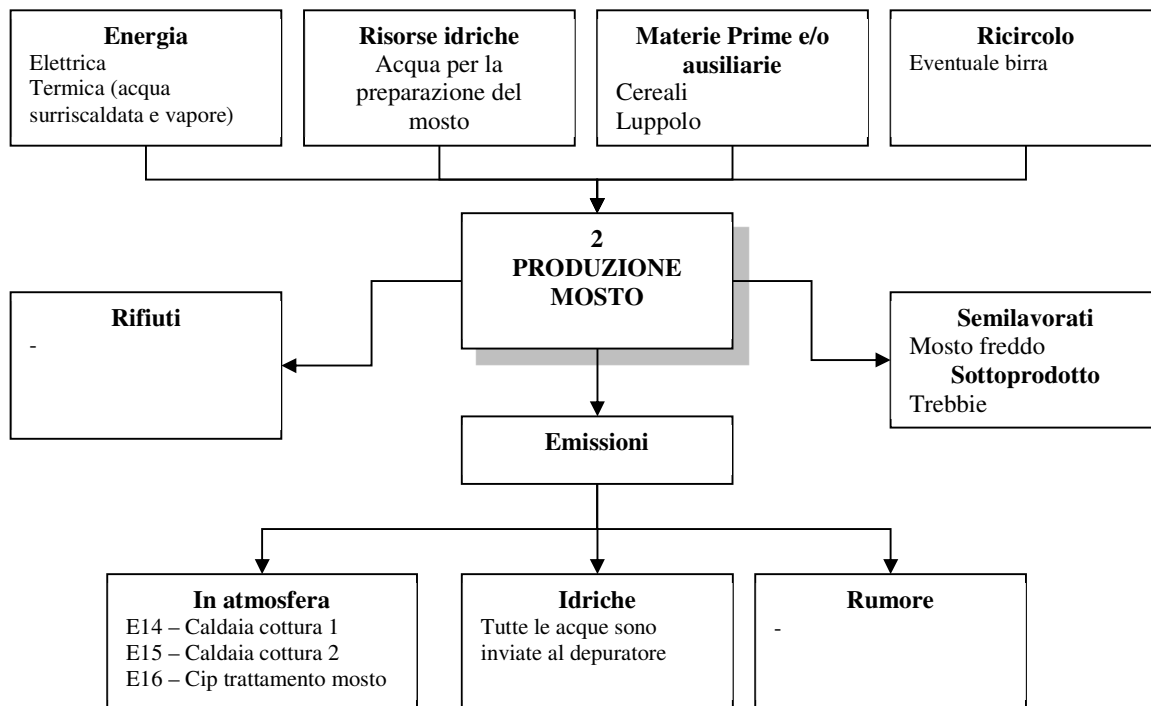 Energia
Elettrica
Termica (acqua
surriscaldata e vapore)
Risorse idriche
Acqua per la
preparazione del
mosto
Materie Prime e/o
ausiliarie
Cereali
Luppolo
Ricircolo
Eventuale birra
2
PRODUZIONE
MOSTO
Rifiuti
-
Semilavorati
Mosto freddo
Sottoprodotto
Trebbie
Emissioni
In atmosfera
E14 – Caldaia cottura 1
E15 – Caldaia cottura 2
E16 – Cip trattamento mosto
Idriche
Tutte le acque sono
inviate al depuratore
Rumore
-